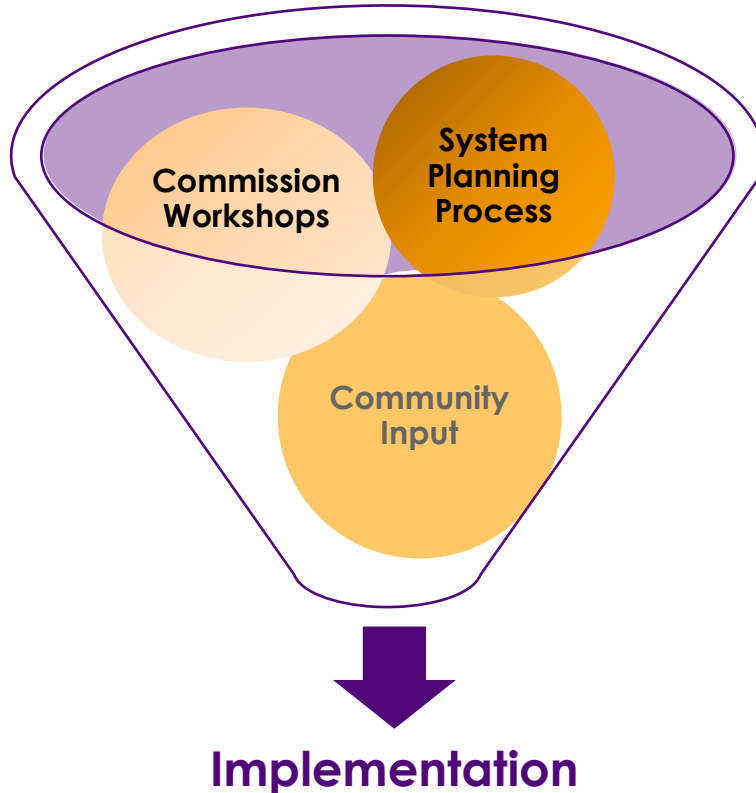 Commission
Workshops
System
Planning
Process
Community
Input
Implementation